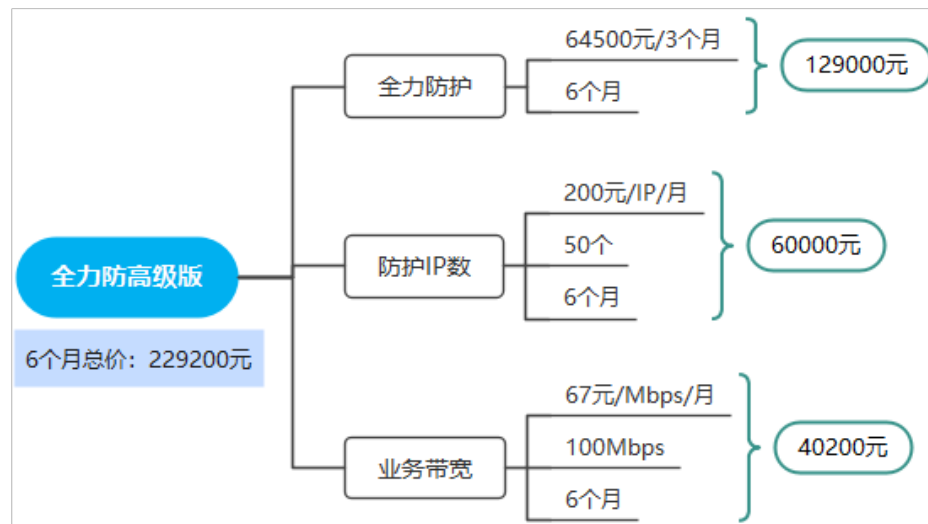 全力防高级版
6个月总价：229200元
全力防护
64500元/3个月
6个月
129000元
防护IP数
200元/IP/月
50个
6个月
60000元
业务带宽
67元/Mbps/月
100Mbps
6个月
40200元